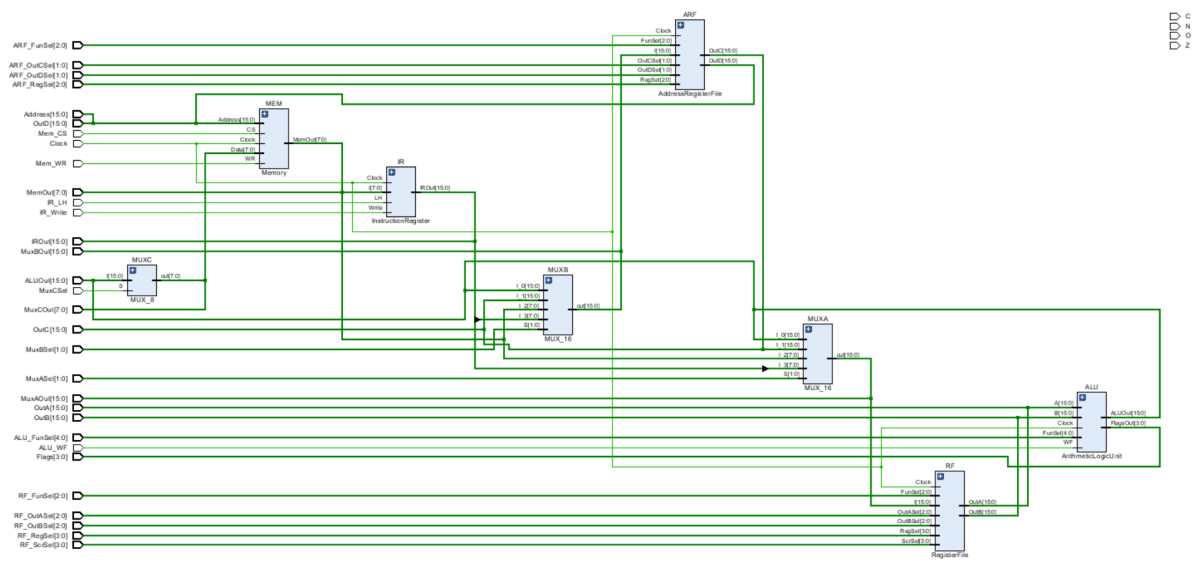 ARF
C
N
O
Z
Clock
ARF_FunSel[2:0]
FunSel[2:0]
I[15:0]
OutC[15:0]
ARF_OutCSel[1:0]
OutCSel[1:0]
OutD[15:0]
ARF_OutDSel[1:0]
OutDSel[1:0]
ARF_RegSel[2:0]
RegSel[2:0]
AddressRegisterFile
MEM
Address[15:0]
Address[15:0]
OutD[15:0]
Mem_CS
CS
Clock
Clock
MemOut[7:0]
Data[7:0]
Mem_WR
WR
Memory
IR
Clock
MemOut[7:0]
I[7:0]
IROut[15:0]
IR_LH
LH
IR_Write
Write
InstructionRegister
IROut[15:0]
MuxBOut[15:0]
MUXC
ALUOut[15:0]
I[15:0]
out[7:0]
MuxCSel
S
MUX_8
MUXB
I_0[15:0]
I_1[15:0]
I_2[7:0]
out[15:0]
I_3[7:0]
S[1:0]
MUX_16
MuxCOut[7:0]
OutC[15:0]
MuxBSel[1:0]
MUXA
I_0[15:0]
I_1[15:0]
I_2[7:0]
out[15:0]
I_3[7:0]
MuxASel[1:0]
S[1:0]
MUX_16
ALU
MuxAOut[15:0]
OutA[15:0]
A[15:0]
OutB[15:0]
B[15:0]
ALUOut[15:0]
Clock
FlagsOut[3:0]
ALU_FunSel[4:0]
FunSel[4:0]
ALU_WF
WF
Flags[3:0]
ArithmeticLogicUnit
RF
Clock
RF_FunSel[2:0]
FunSel[2:0]
I[15:0]
OutA[15:0]
RF_OutASel[2:0]
OutASel[2:0]
OutB[15:0]
RF_OutBSel[2:0]
OutBSel[2:0]
RF_RegSel[3:0]
RegSel[3:0]
RF_ScrSel[3:0]
ScrSel[3:0]
RegisterFile